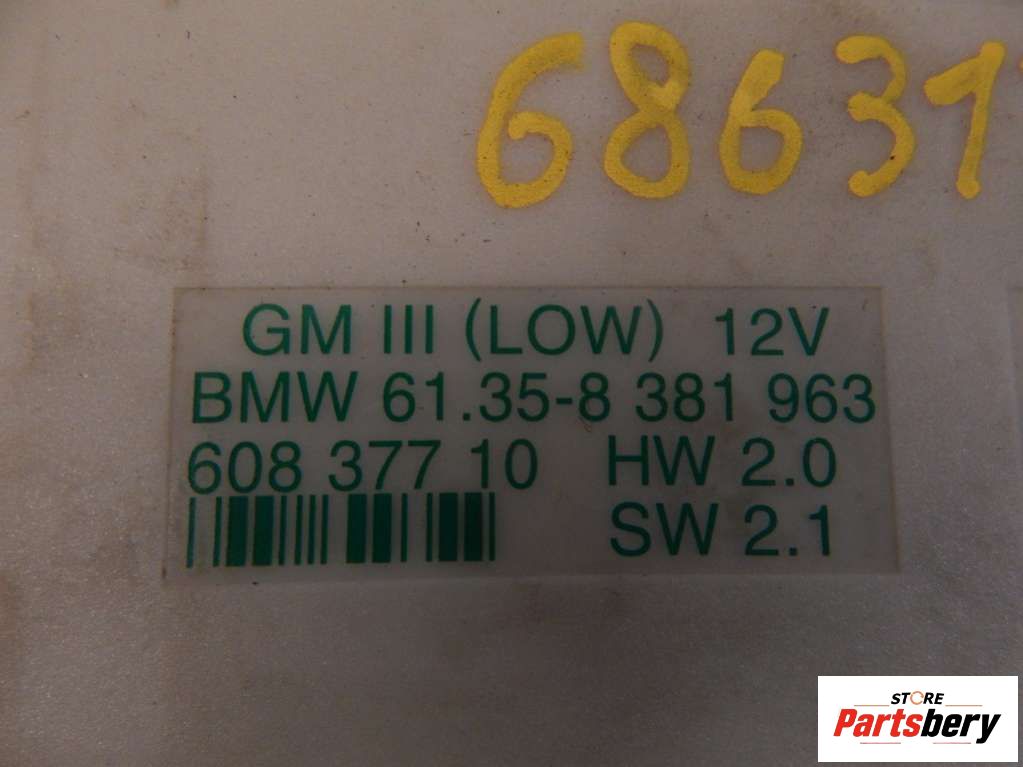 68631
GM III (LOW) 12V
BMW 61.35-8 381 963
608 377 10 HW 2.0
SW 2.1
STORE
Partsbery